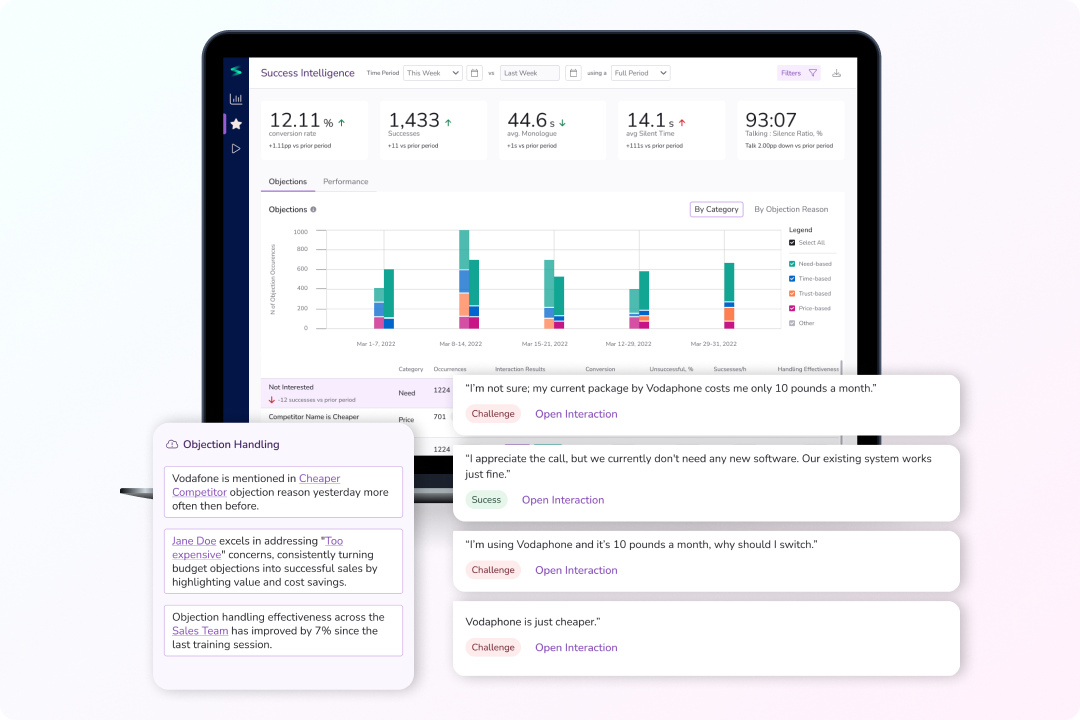 Success Intelligence
Time Period
This Week
vs
Last Week
using a
Full Period
Filters
12.11 %
conversion rate
+1.11pp vs prior period
1,433
Successes
+11 vs prior period
44.6 s
avg. Monologue
+1s vs prior period
14.1 s
avg Silent Time
+111s vs prior period
93:07
Talking : Silence Ratio, %
Talk 2.00pp down vs prior period
Objections
Performance
Objections
By Category
By Objection Reason
N of Objection Occurrences
1000
800
600
400
200
0
Mar 1-7, 2022
Mar 8-14, 2022
Mar 15-21, 2022
Mar 12-29, 2022
Mar 29-31, 2022
Legend
Select All
Need-based
Time-based
Trust-based
Price-based
Other
Category
Occurrences
Interaction Results
Conversion
Unsuccessful, %
Sucsesses/h
Handling Effectiveness
Not Interested
-12 successes vs prior period
Need
1224
Competitor Name is Cheaper
Price
701
1224
Objection Handling
Vodafone is mentioned in Cheaper
Competitor objection reason yesterday more
often then before.
Jane Doe excels in addressing "Too
expensive" concerns, consistently turning
budget objections into successful sales by
highlighting value and cost savings.
Objection handling effectiveness across the
Sales Team has improved by 7% since the
last training session.
“I’m not sure; my current package by Vodaphone costs me only 10 pounds a month.”
Challenge
Open Interaction
“I appreciate the call, but we currently don't need any new software. Our existing system works
just fine.”
Sucess
Open Interaction
“I’m using Vodaphone and it’s 10 pounds a month, why should I switch.”
Challenge
Open Interaction
Vodaphone is just cheaper.”
Challenge
Open Interaction